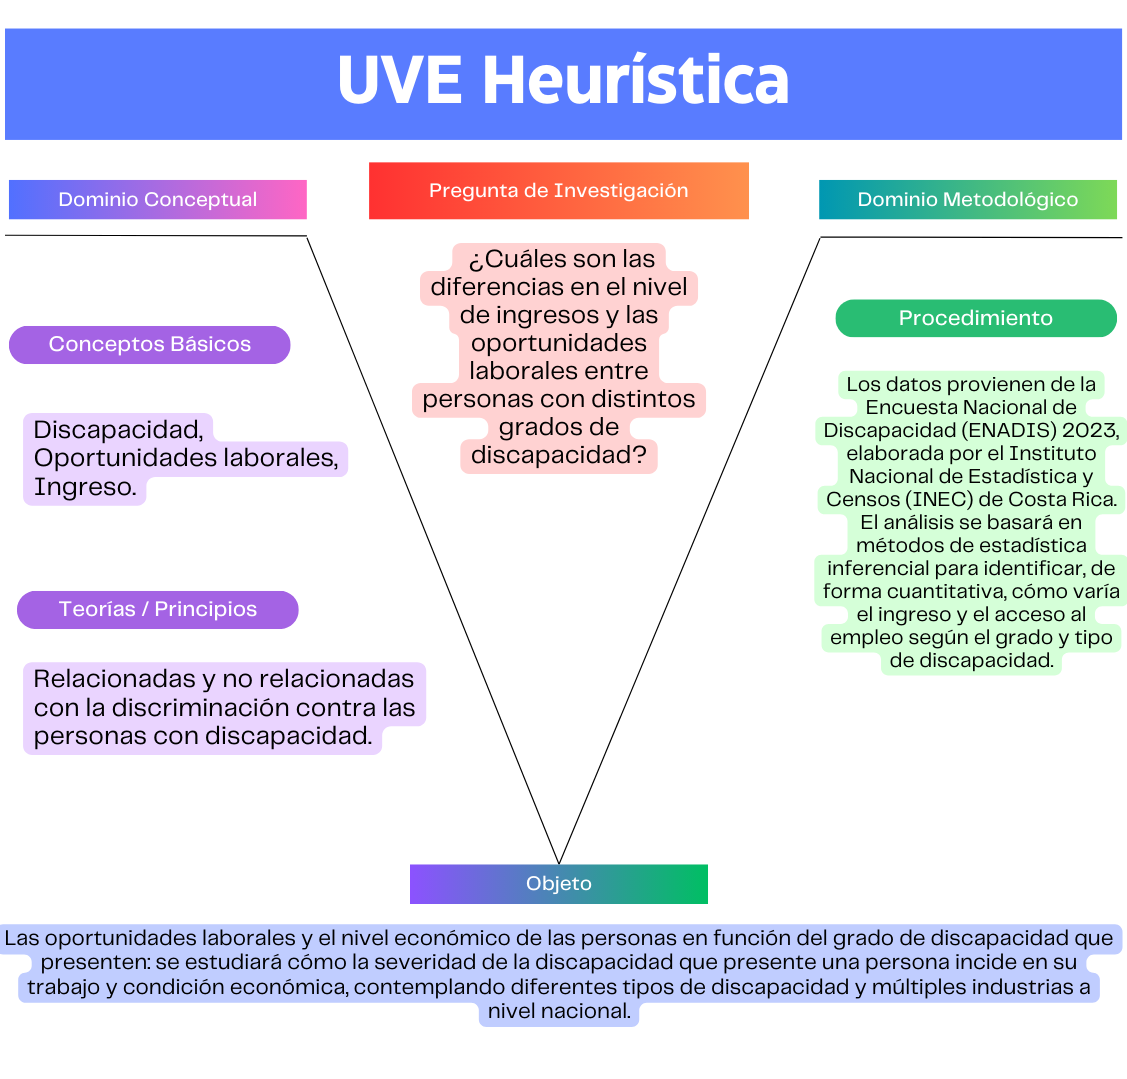 UVE Heurística
Dominio Conceptual
Pregunta de Investigación
Dominio Metodológico
¿Cuáles son las
diferencias en el nivel
de ingresos y las
oportunidades
laborales entre
personas con distintos
grados de
discapacidad?
Conceptos Básicos
Discapacidad,
Oportunidades laborales,
Ingreso.
Teorías / Principios
Relacionadas y no relacionadas
con la discriminación contra las
personas con discapacidad.
Procedimiento
Los datos provienen de la
Encuesta Nacional de
Discapacidad (ENADIS) 2023,
elaborada por el Instituto
Nacional de Estadística y
Censos (INEC) de Costa Rica.
El análisis se basará en
métodos de estadística
inferencial para identificar, de
forma cuantitativa, cómo varía
el ingreso y el acceso al
empleo según el grado y tipo
de discapacidad.
Objeto
Las oportunidades laborales y el nivel económico de las personas en función del grado de discapacidad que
presenten: se estudiará cómo la severidad de la discapacidad que presente una persona incide en su
trabajo y condición económica, contemplando diferentes tipos de discapacidad y múltiples industrias a
nivel nacional.